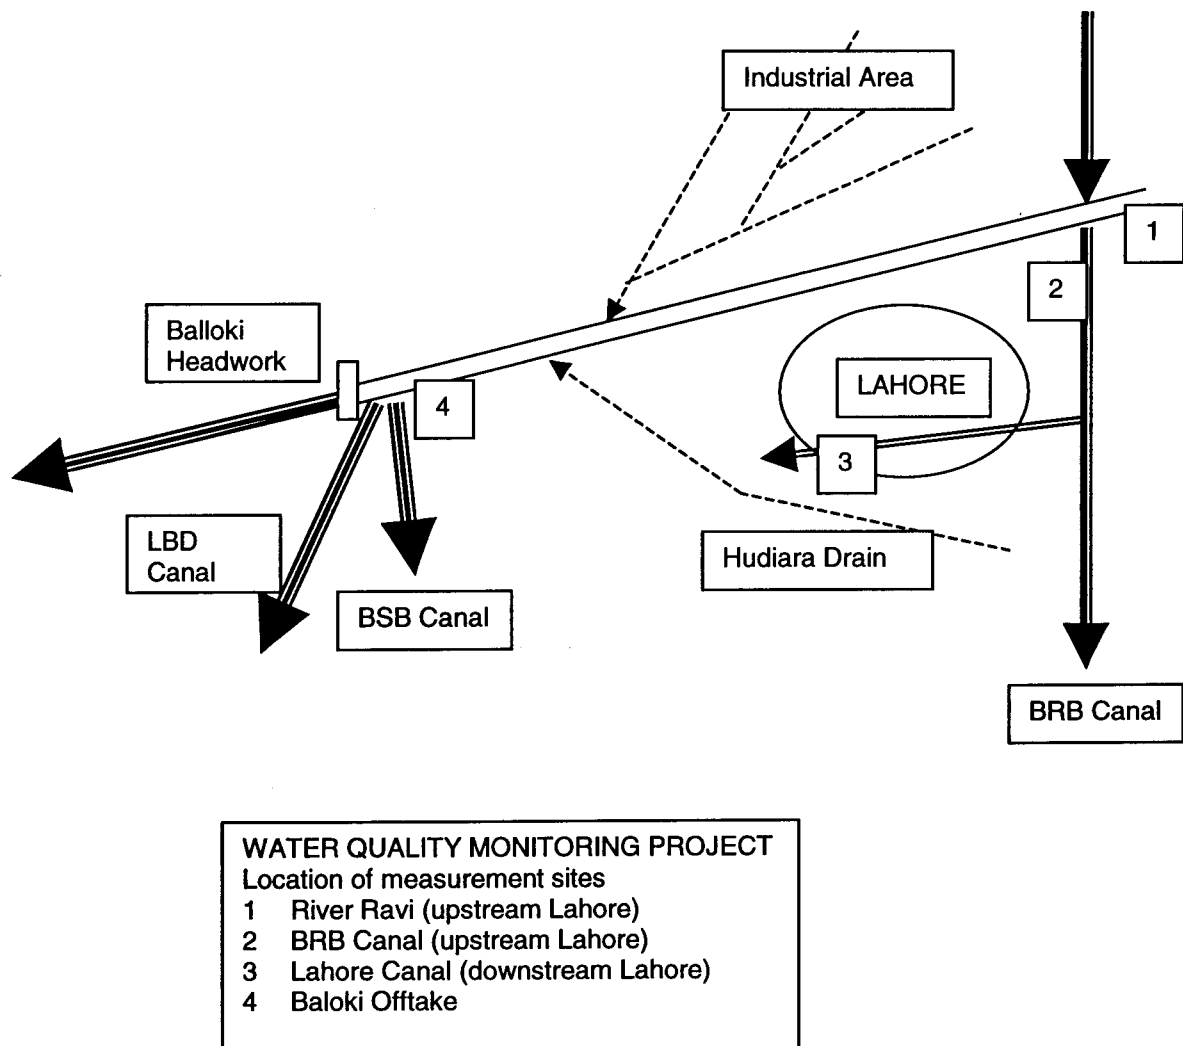 Industrial Area
1
2
Balloki
Headwork
4
LAHORE
3
LBD
Canal
Hudiara Drain
BSB Canal
BRB Canal
WATER QUALITY MONITORING PROJECT
Location of measurement sites
1 River Ravi (upstream Lahore)
2 BRB Canal (upstream Lahore)
3 Lahore Canal (downstream Lahore)
4 Baloki Offtake